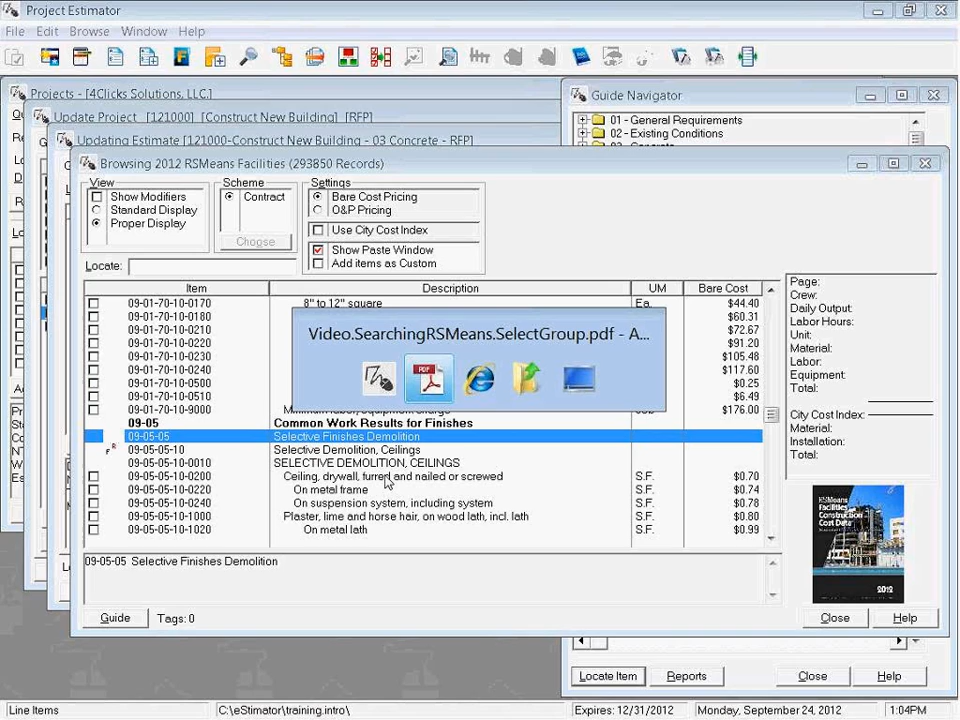 Project Estimator
File Edit Browse Window Help
Projects - [4Clicks Solutions, LLC.]
Update Project [121000] [Construct New Building] [RFP]
Updating Estimate [121000-Construct New Building - 03 Concrete - RFP]
Guide Navigator
01 - General Requirements
02 - Existing Conditions
Browsing 2012 RSMeans Facilities (293850 Records)
View
Show Modifiers
Standard Display
Proper Display
Scheme
Contract
Choose
Settings
Bare Cost Pricing
O&P Pricing
Use City Cost Index
Show Paste Window
Add items as Custom
Locate:
Item Description UM Bare Cost
09-01-70-10-0170 8" to 12" square Ea. $44.40
09-01-70-10-0180 $60.31
09-01-70-10-0210 $72.67
09-01-70-10-0220 $91.20
09-01-70-10-0230 $105.48
09-01-70-10-0240 $117.60
09-01-70-10-0500 $0.25
09-01-70-10-0510 $6.49
09-01-70-10-9000 $176.00
Video.SearchingRSMeans.SelectGroup.pdf - A...
09-05 Common Work Results for Finishes
09-05-05 Selective Finishes Demolition
09-05-05-10 Selective Demolition, Ceilings
09-05-05-10-0010 SELECTIVE DEMOLITION, CEILINGS
09-05-05-10-0200 Ceiling, drywall, furred and nailed or screwed S.F. $0.70
09-05-05-10-0220 On metal frame S.F. $0.74
09-05-05-10-0240 On suspension system, including system S.F. $0.78
09-05-05-10-1000 Plaster, lime and horse hair, on wood lath, incl. lath S.F. $0.80
09-05-05-10-1020 On metal lath S.F. $0.99
09-05-05 Selective Finishes Demolition
Page:
Crew:
Daily Output:
Labor Hours:
Unit:
Material:
Labor:
Equipment:
Total:
City Cost Index:
Material:
Installation:
Total:
RSMeans
Facilities
Construction
Cost Data
2012
Guide Tags: 0 Close Help
Locate Item Reports Close Help
Line Items C:\eStimator\training.intro\ Expires: 12/31/2012 Monday, September 24, 2012 1:04PM